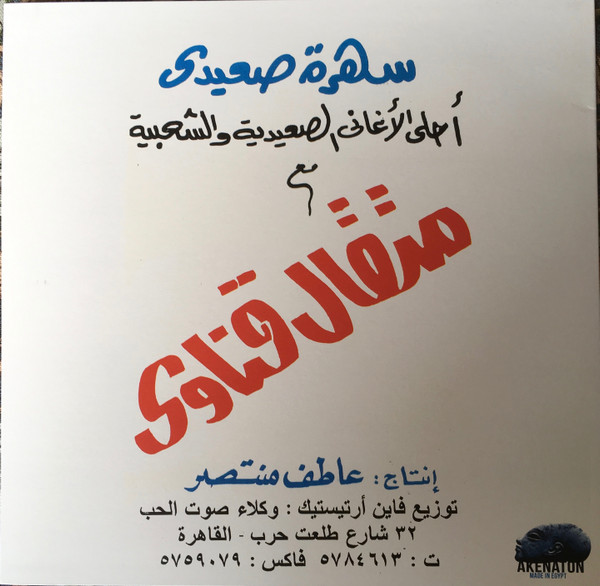 سهرة صعيدى
أحلى الأغانى الصعيدية والشعبية
مع
متقال قناوى
إنتاج : عاطف منتصر
توزيع فاين أرتيستيك : وكلاء صوت الحب
٣٢ شارع طلعت حرب - القاهرة
ت : ٥٧٨٤٦١٣ فاكس : ٥٧٥٩٠٧٩
AKENATON
MADE IN EGYPT